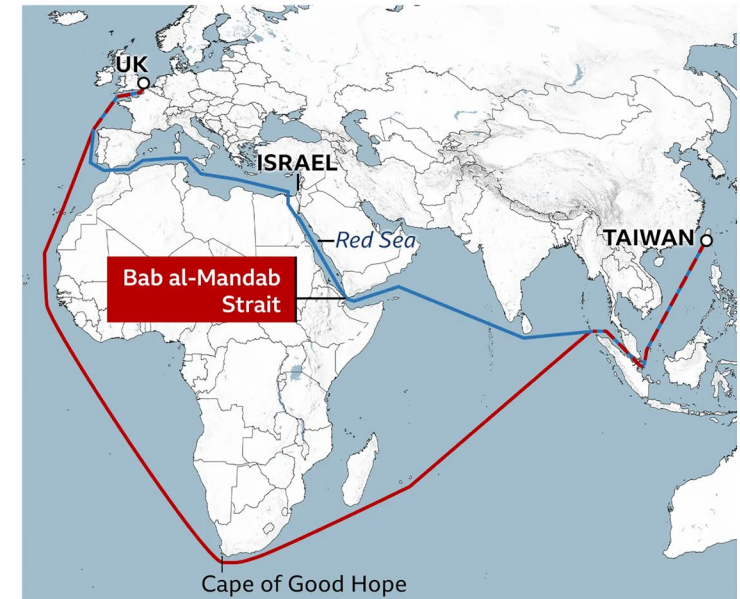 UK
ISRAEL
Red Sea
TAIWAN
Bab al-Mandab
Strait
Cape of Good Hope